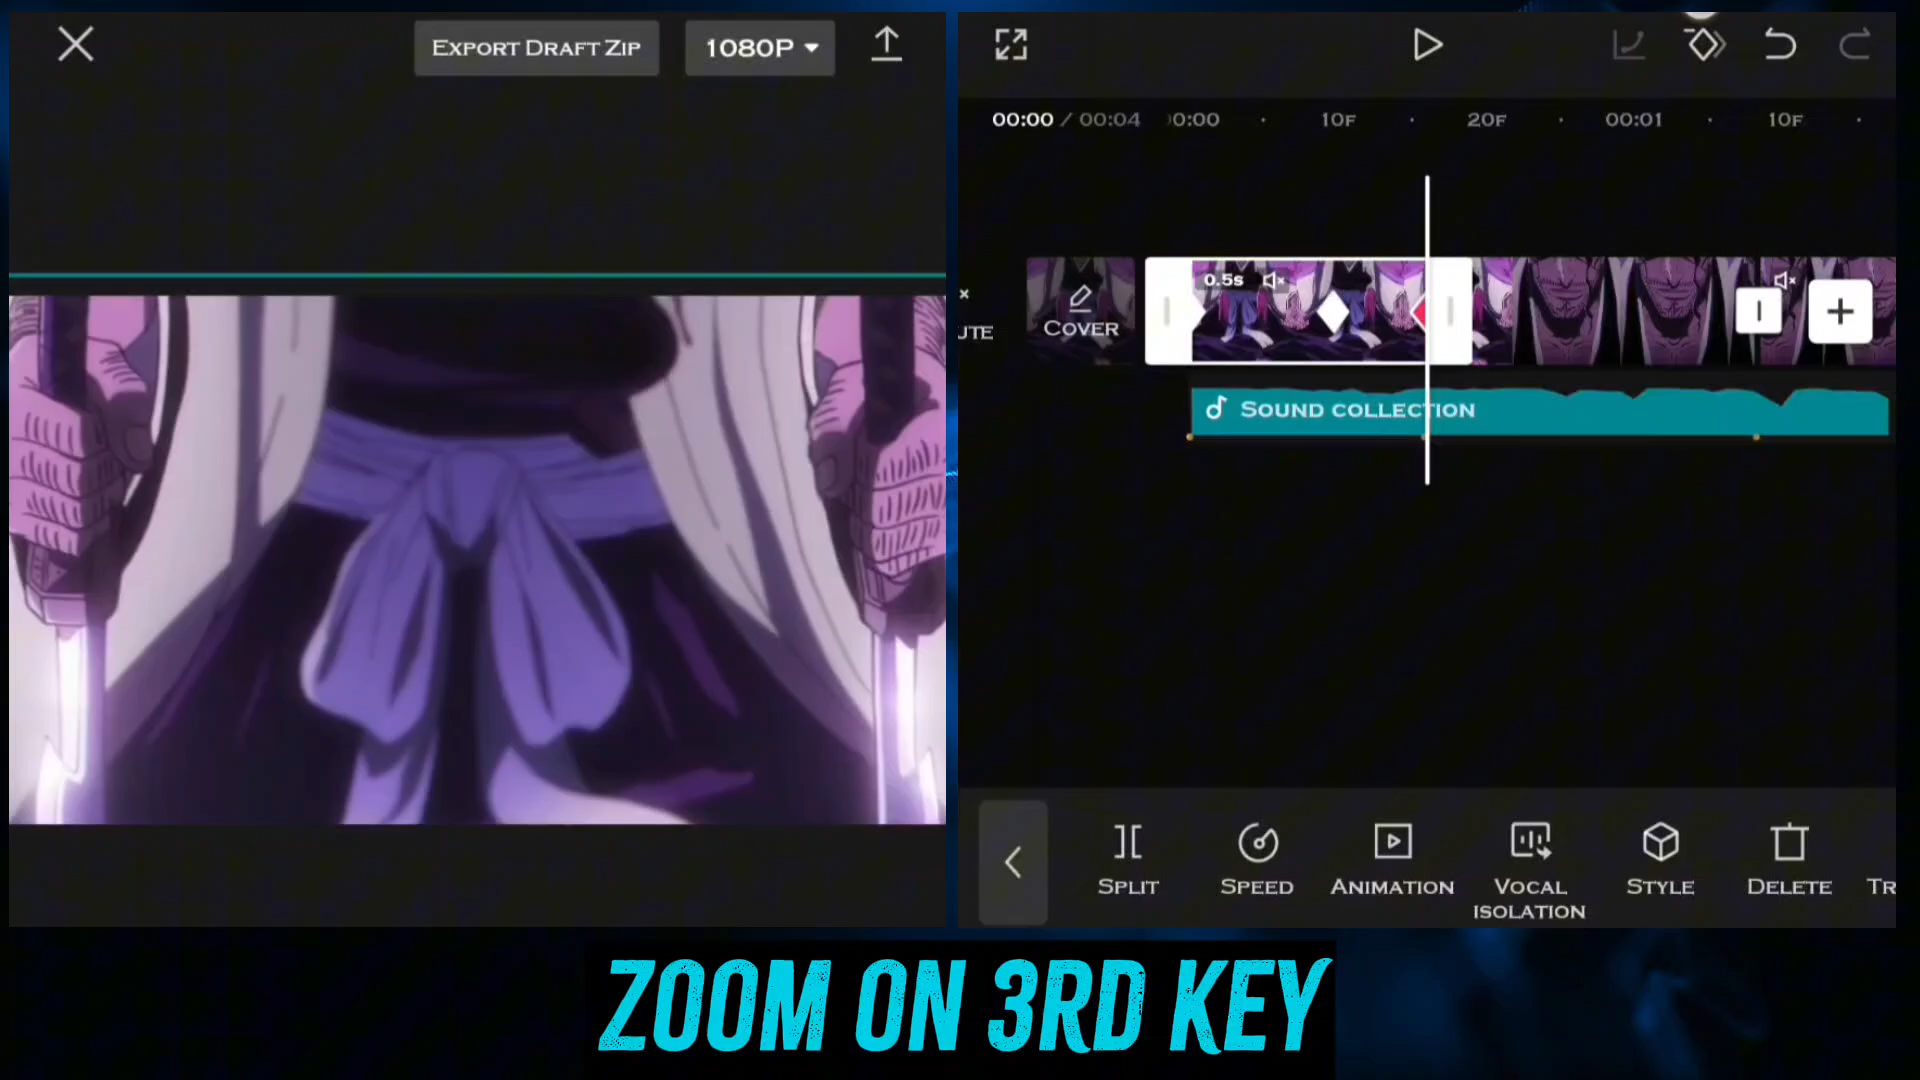 EXPORT DRAFT ZIP
1080P
00:00 / 00:04
0:00
10F
20F
00:01
10F
UTE
COVER
0.5s
SOUND COLLECTION
SPLIT
SPEED
ANIMATION
VOCAL
ISOLATION
STYLE
DELETE
TR
ZOOM ON 3RD KEY